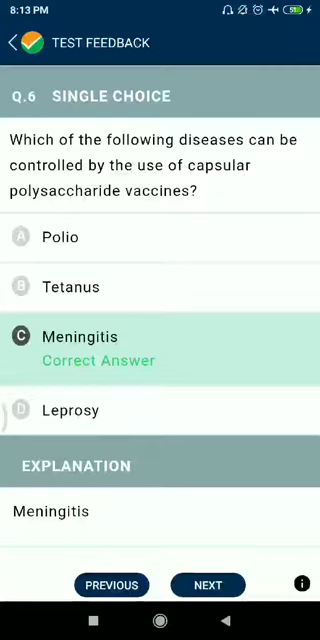 8:13 PM
55
TEST FEEDBACK
Q.6 SINGLE CHOICE
Which of the following diseases can be
controlled by the use of capsular
polysaccharide vaccines?
A Polio
B Tetanus
C Meningitis
Correct Answer
D Leprosy
EXPLANATION
Meningitis
PREVIOUS NEXT